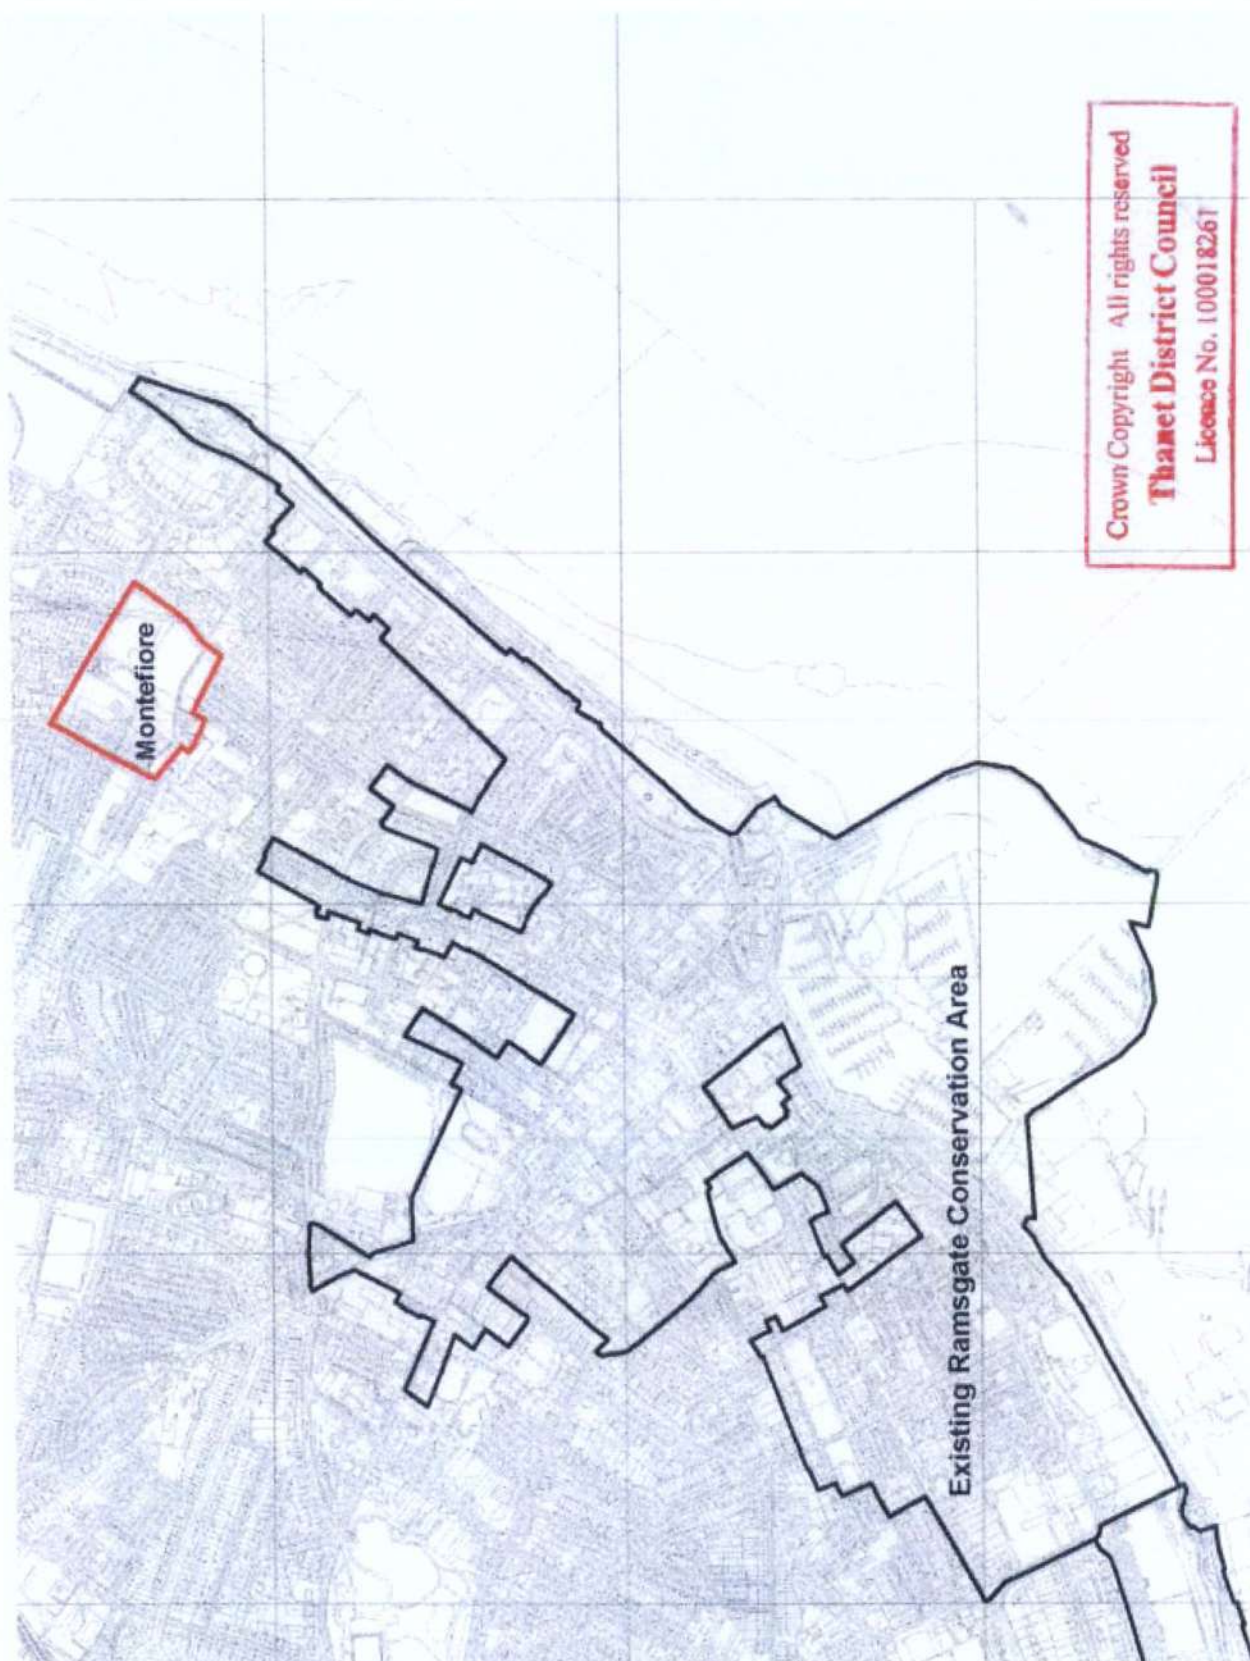 Montefiore
Existing Ramsgate Conservation Area
Crown Copyright All rights reserved
Thanet District Council
Licence No. 100018261